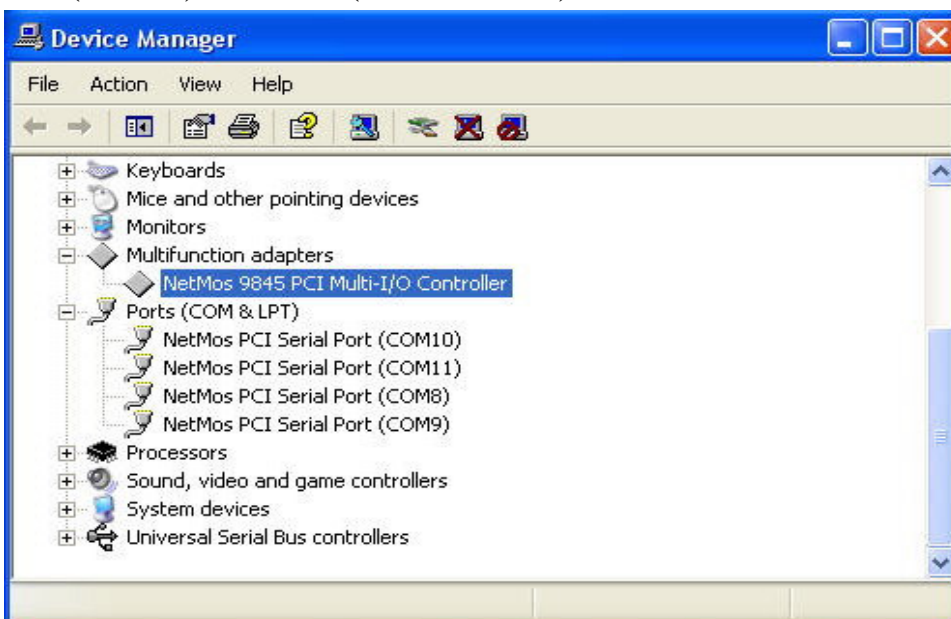 Device Manager
File Action View Help
Keyboards
Mice and other pointing devices
Monitors
Multifunction adapters
NetMos 9845 PCI Multi-I/O Controller
Ports (COM & LPT)
NetMos PCI Serial Port (COM10)
NetMos PCI Serial Port (COM11)
NetMos PCI Serial Port (COM8)
NetMos PCI Serial Port (COM9)
Processors
Sound, video and game controllers
System devices
Universal Serial Bus controllers